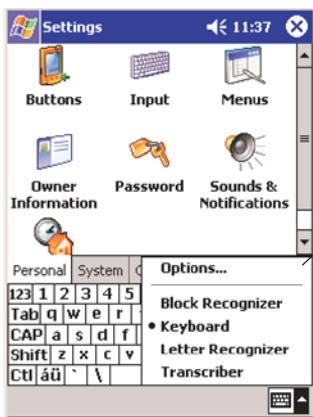 Settings 11:37
Buttons Input Menus
Owner Information Password Sounds & Notifications
Personal System
Options...
Block Recognizer
Keyboard
Letter Recognizer
Transcriber
123 1 2 3 4 5
Tab q w e r
CAP a s d f
Shift z x c v
Ctl áü ` \